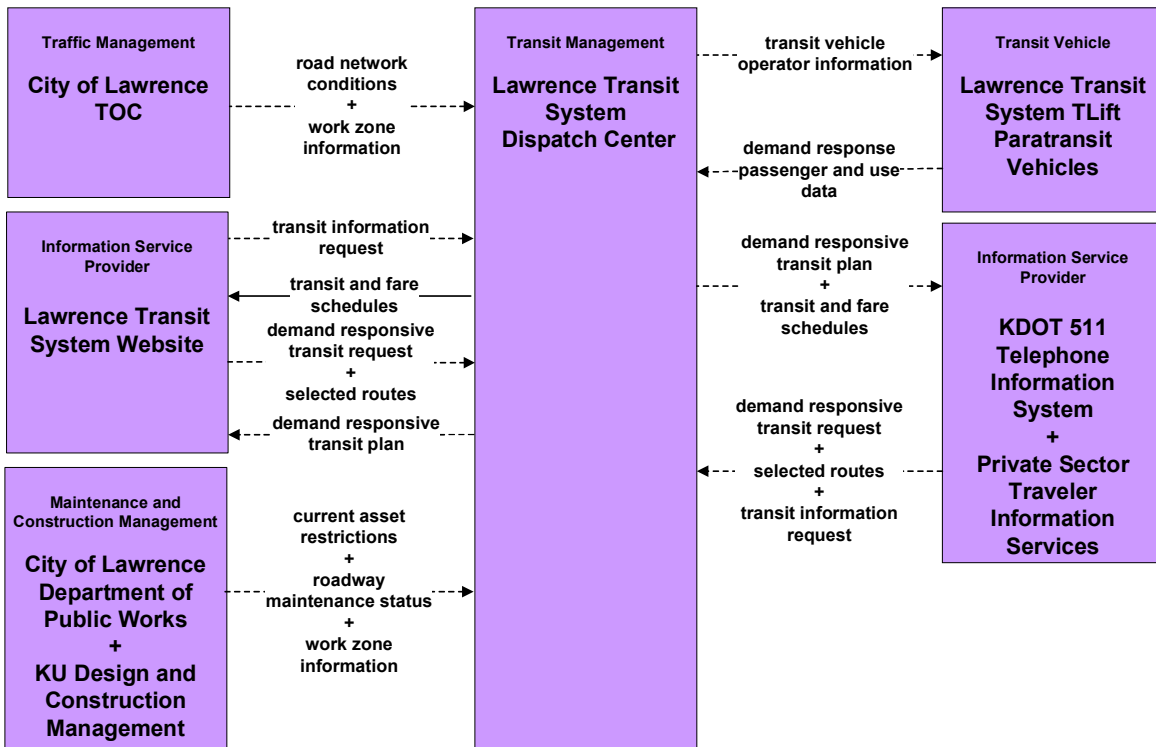 Traffic Management
City of Lawrence
TOC
road network
conditions
+
work zone
information
Transit Management
Lawrence Transit
System
Dispatch Center
transit vehicle
operator information
demand response
passenger and use
data
Transit Vehicle
Lawrence Transit
System TLift
Paratransit
Vehicles
Information Service
Provider
Lawrence Transit
System Website
transit information
request
transit and fare
schedules
demand responsive
transit request
+
selected routes
demand responsive
transit plan
demand responsive
transit plan
+
transit and fare
schedules
demand responsive
transit request
+
selected routes
+
transit information
request
Information Service
Provider
KDOT 511
Telephone
Information
System
+
Private Sector
Traveler
Information
Services
Maintenance and
Construction Management
City of Lawrence
Department of
Public Works
+
KU Design and
Construction
Management
current asset
restrictions
+
roadway
maintenance status
+
work zone
information